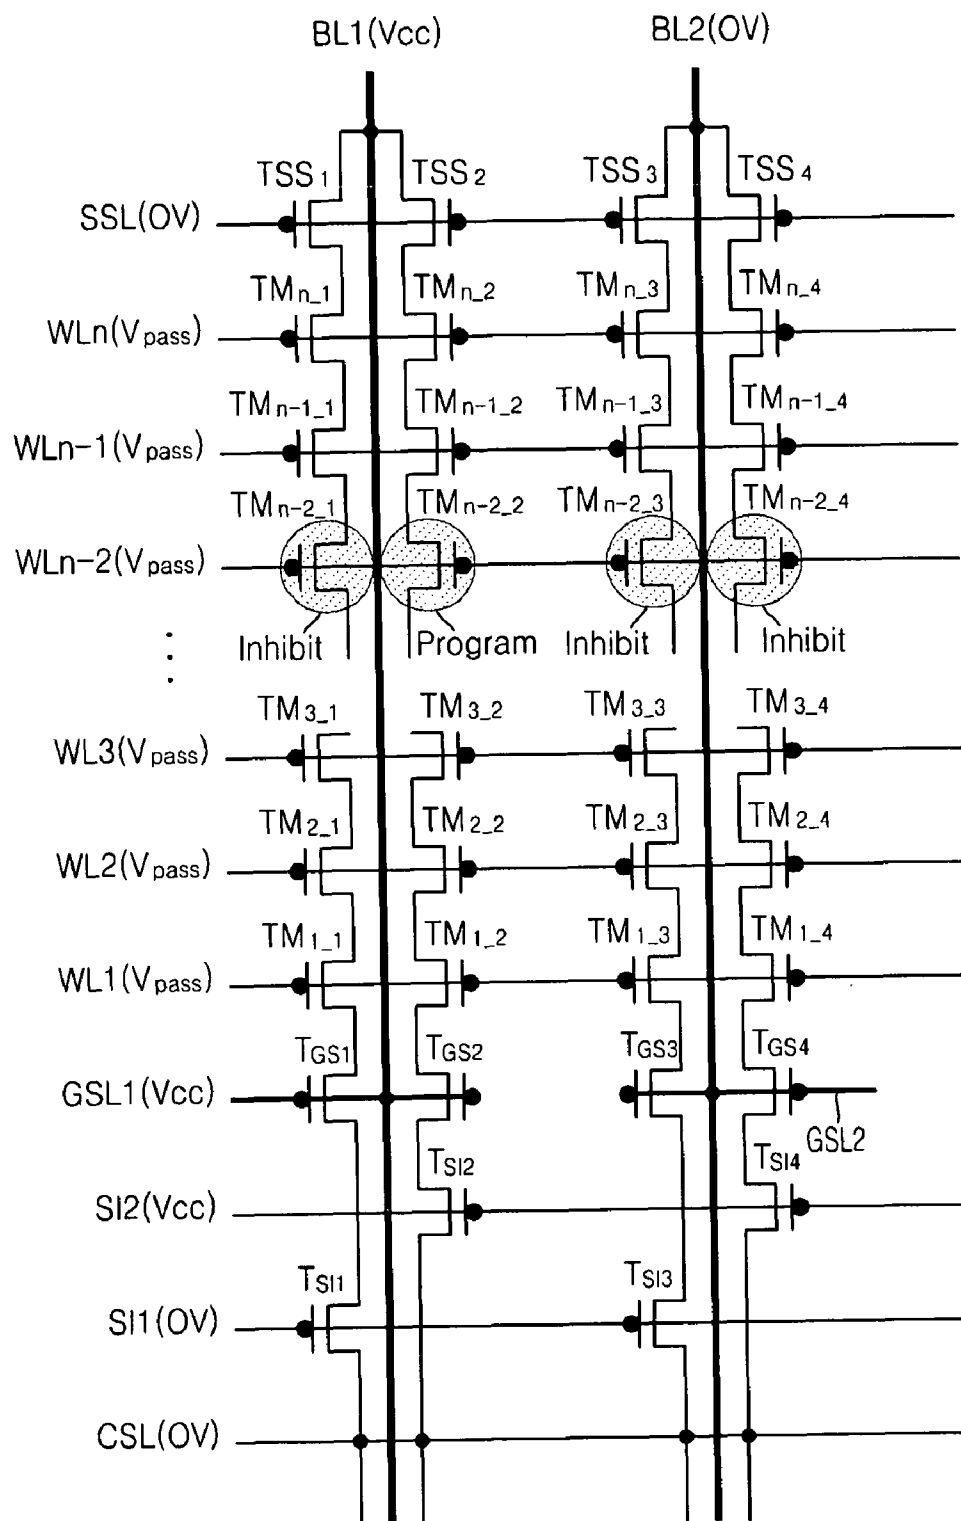 BL1(Vcc) BL2(0V)
TSS1 TSS2 TSS3 TSS4
SSL(0V)
TMn_1 TMn_2 TMn_3 TMn_4
WLn(Vpass)
TMn-1_1 TMn-1_2 TMn-1_3 TMn-1_4
WLn-1(Vpass)
TMn-2_1 TMn-2_2 TMn-2_3 TMn-2_4
WLn-2(Vpass)
Inhibit Program Inhibit Inhibit
TM3_1 TM3_2 TM3_3 TM3_4
WL3(Vpass)
TM2_1 TM2_2 TM2_3 TM2_4
WL2(Vpass)
TM1_1 TM1_2 TM1_3 TM1_4
WL1(Vpass)
TGS1 TGS2 TGS3 TGS4
GSL1(Vcc)
GSL2
TSI2 TSI4
SI2(Vcc)
TSI1 TSI3
SI1(0V)
CSL(0V)